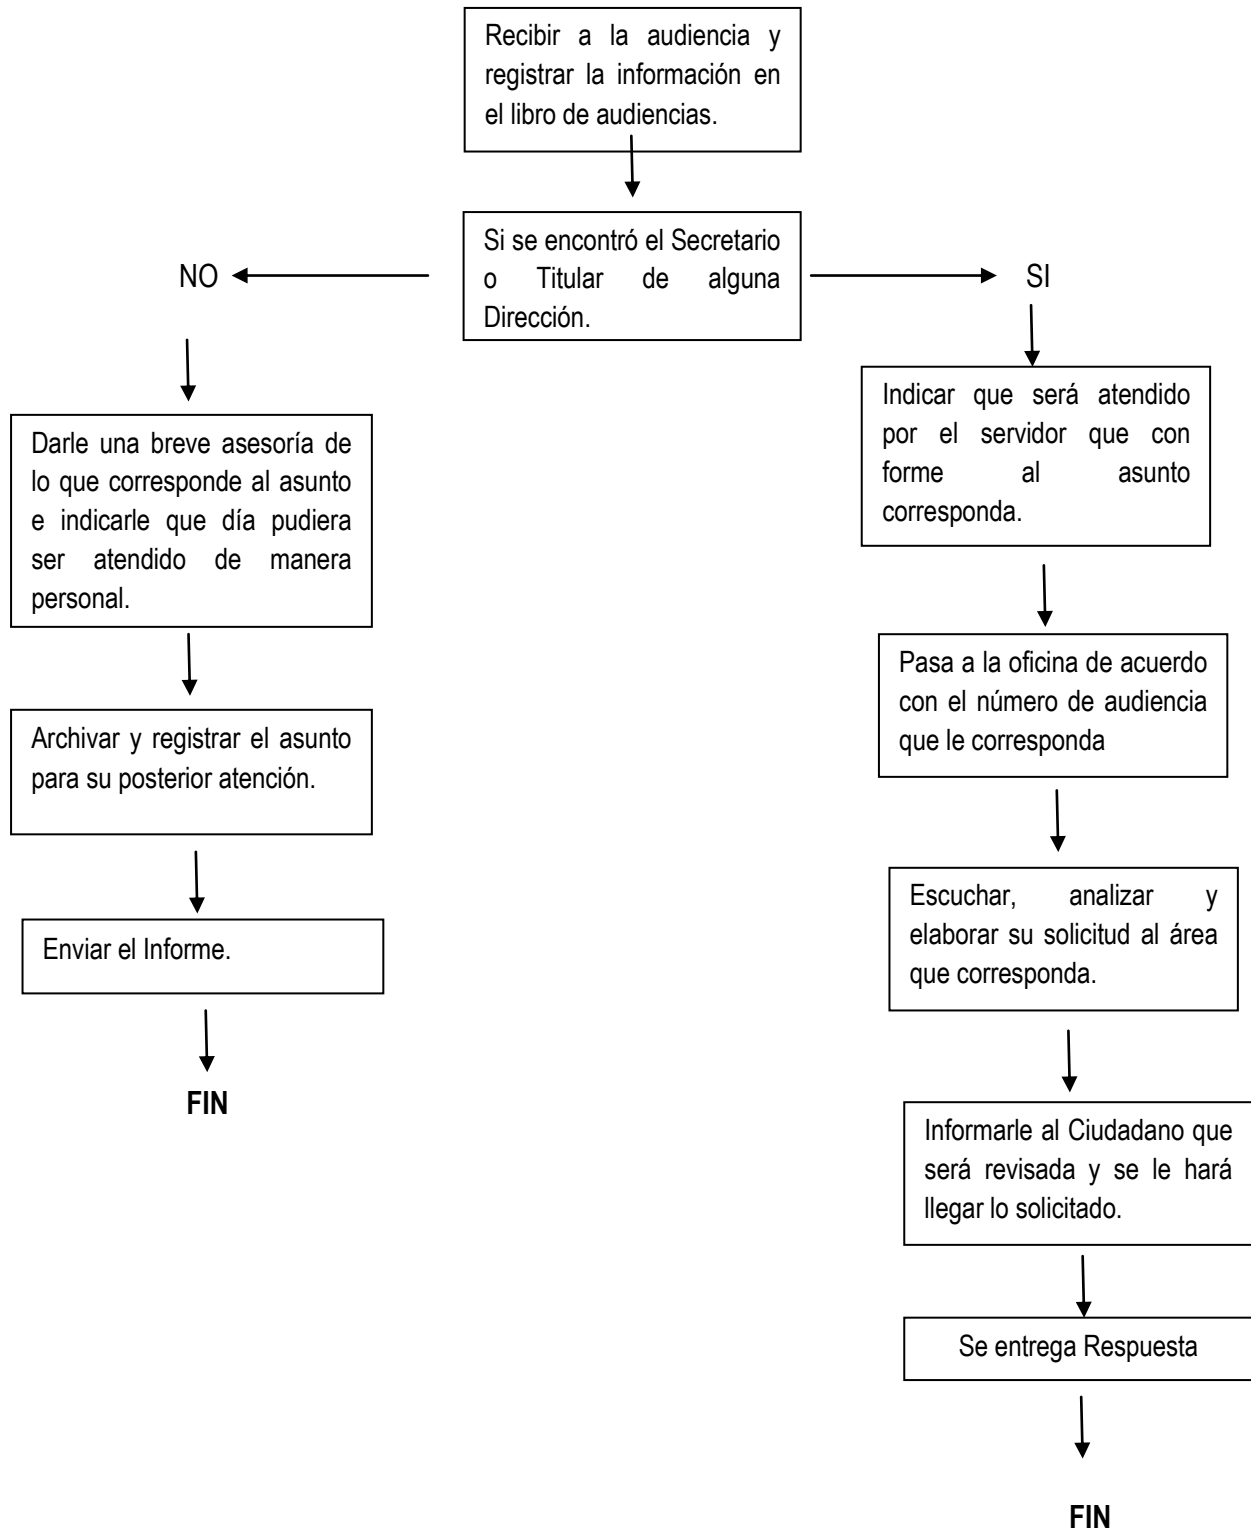 Recibir a la audiencia y
registrar la información en
el libro de audiencias.
Si se encontró el Secretario
o Titular de alguna
Dirección.
NO
SI
Darle una breve asesoría de
lo que corresponde al asunto
e indicarle que día pudiera
ser atendido de manera
personal.
Archivar y registrar el asunto
para su posterior atención.
Enviar el Informe.
FIN
Indicar que será atendido
por el servidor que con
forme al asunto
corresponda.
Pasa a la oficina de acuerdo
con el número de audiencia
que le corresponda
Escuchar, analizar y
elaborar su solicitud al área
que corresponda.
Informarle al Ciudadano que
será revisada y se le hará
llegar lo solicitado.
Se entrega Respuesta
FIN